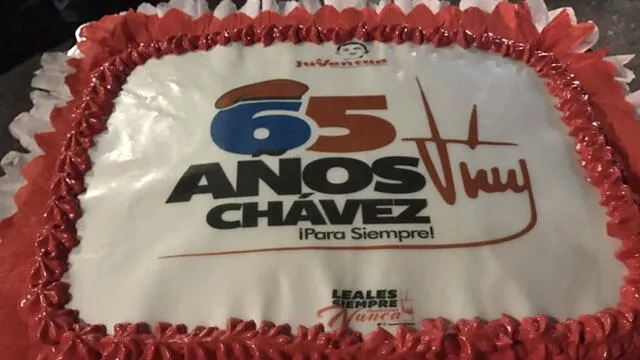 JuVentud
65
AÑOS
CHÁVEZ
¡Para Siempre!
LEALES
SIEMPRE
Nunca